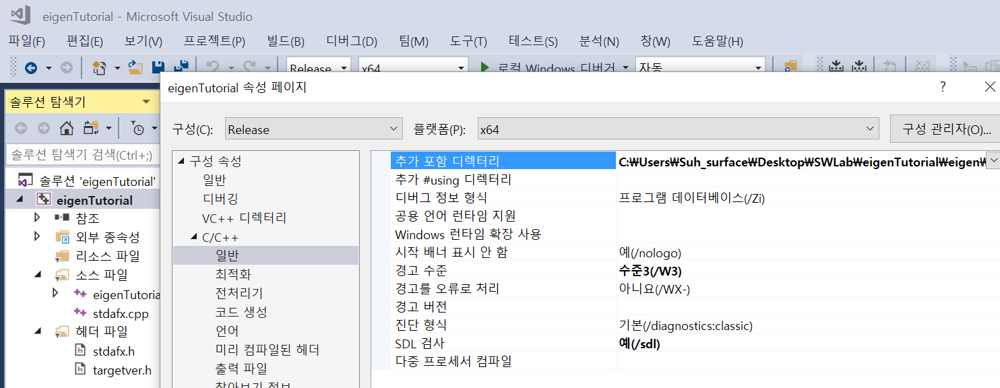 eigenTutorial - Microsoft Visual Studio
파일(F) 편집(E) 보기(V) 프로젝트(P) 빌드(B) 디버그(D) 팀(M) 도구(T) 테스트(S) 분석(N) 창(W) 도움말(H)
Release x64 로컬 Windows 디버거 자동
eigenTutorial 속성 페이지 ?
솔루션 탐색기
구성(C): Release 플랫폼(P): x64 구성 관리자(O)...
솔루션 탐색기 검색(Ctrl+;)
솔루션 'eigenTutorial'
eigenTutorial
참조
외부 종속성
리소스 파일
소스 파일
eigenTutoria
stdafx.cpp
헤더 파일
stdafx.h
targetver.h
구성 속성
일반
디버깅
VC++ 디렉터리
C/C++
일반
최적화
전처리기
코드 생성
언어
미리 컴파일된 헤더
출력 파일
찾아보기 정보
추가 포함 디렉터리 C:₩Users₩Suh_surface₩Desktop₩SWLab₩eigenTutorial₩eigen₩
추가 #using 디렉터리
디버그 정보 형식 프로그램 데이터베이스(/Zi)
공용 언어 런타임 지원
Windows 런타임 확장 사용
시작 배너 표시 안 함 예(/nologo)
경고 수준 수준3(/W3)
경고를 오류로 처리 아니요(/WX-)
경고 버전
진단 형식 기본(/diagnostics:classic)
SDL 검사 예(/sdl)
다중 프로세서 컴파일